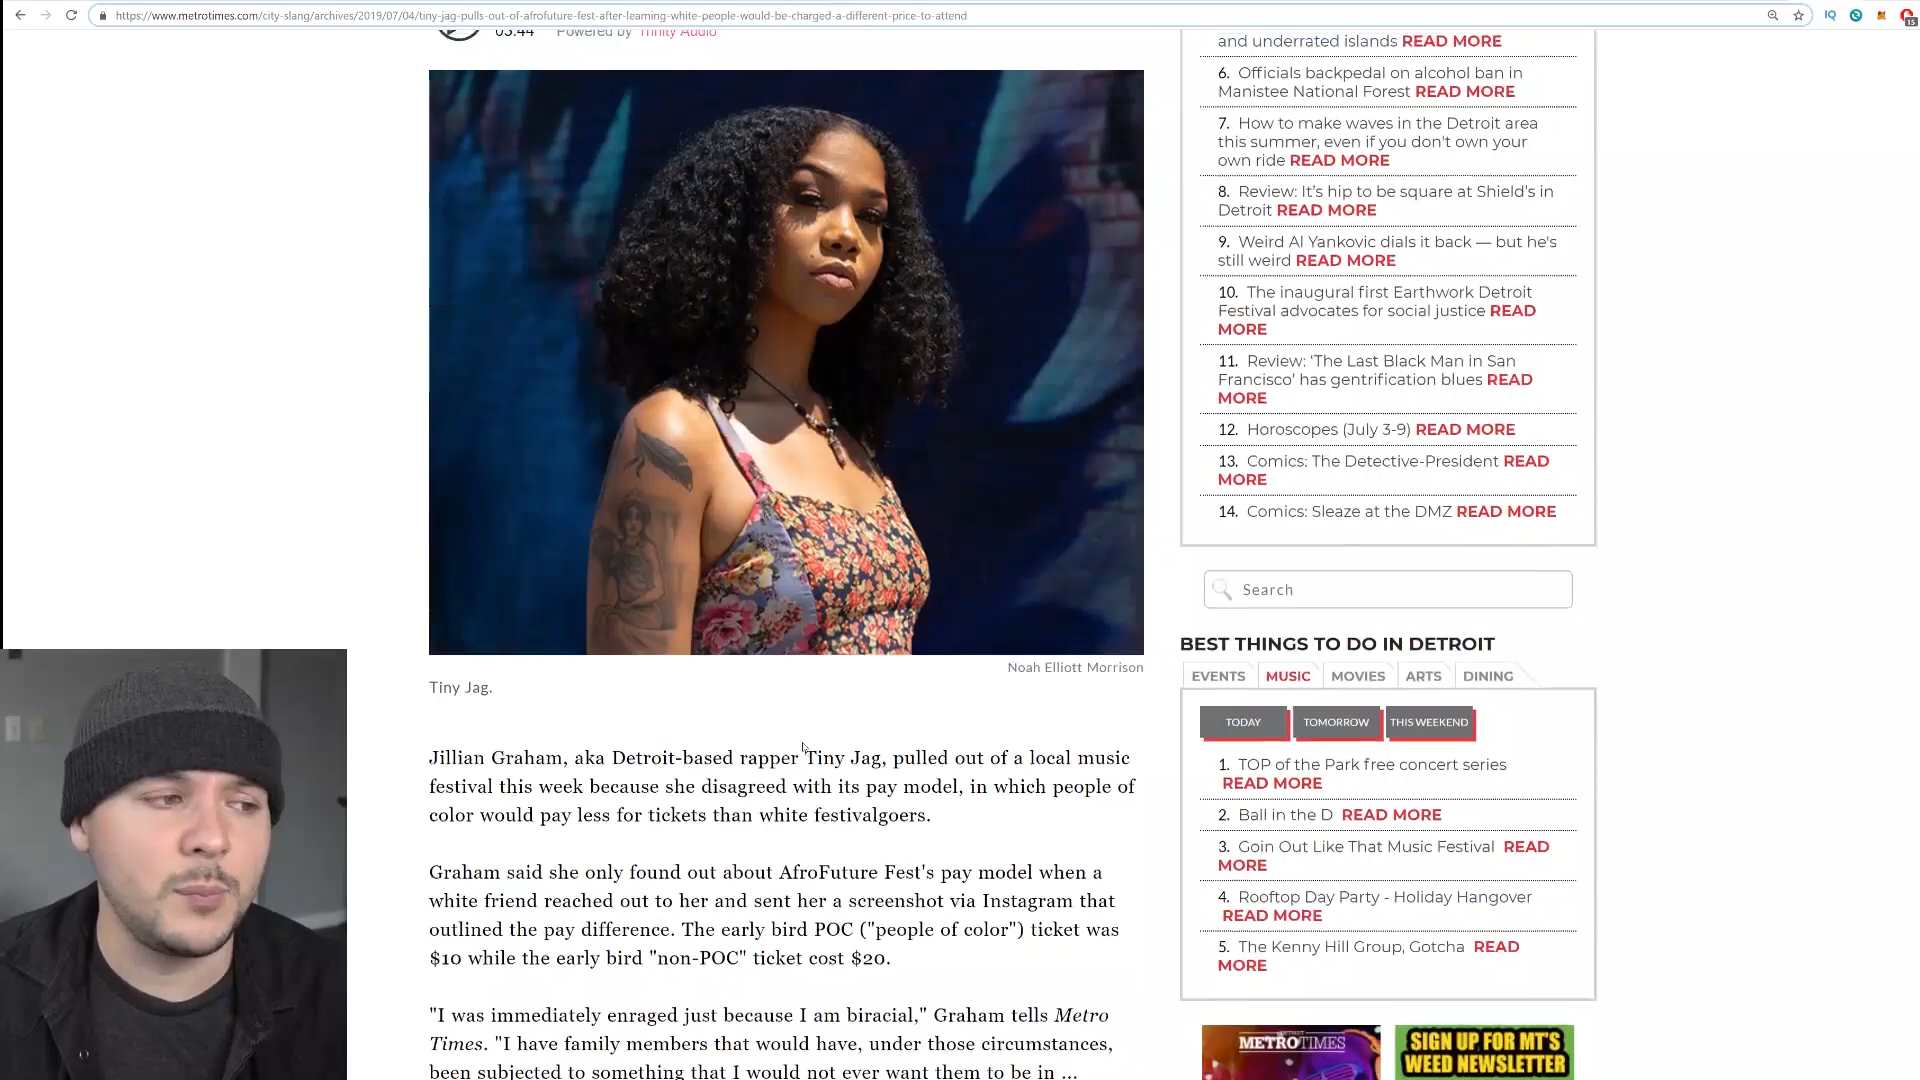 https://www.metrotimes.com/city-slang/archives/2019/07/04/tiny-jag-pulls-out-of-afrofuture-fest-after-learning-white-people-would-be-charged-a-different-price-to-attend
15
03:44 Powered by Trinity Audio
Noah Elliott Morrison
Tiny Jag.
Jillian Graham, aka Detroit-based rapper Tiny Jag, pulled out of a local music
festival this week because she disagreed with its pay model, in which people of
color would pay less for tickets than white festivalgoers.
Graham said she only found out about AfroFuture Fest's pay model when a
white friend reached out to her and sent her a screenshot via Instagram that
outlined the pay difference. The early bird POC ("people of color") ticket was
$10 while the early bird "non-POC" ticket cost $20.
"I was immediately enraged just because I am biracial," Graham tells Metro
Times. "I have family members that would have, under those circumstances,
been subjected to something that I would not ever want them to be in ...
and underrated islands READ MORE
6. Officials backpedal on alcohol ban in
Manistee National Forest READ MORE
7. How to make waves in the Detroit area
this summer, even if you don't own your
own ride READ MORE
8. Review: It's hip to be square at Shield's in
Detroit READ MORE
9. Weird Al Yankovic dials it back — but he's
still weird READ MORE
10. The inaugural first Earthwork Detroit
Festival advocates for social justice READ
MORE
11. Review: 'The Last Black Man in San
Francisco' has gentrification blues READ
MORE
12. Horoscopes (July 3-9) READ MORE
13. Comics: The Detective-President READ
MORE
14. Comics: Sleaze at the DMZ READ MORE
Search
BEST THINGS TO DO IN DETROIT
EVENTS MUSIC MOVIES ARTS DINING
TODAY TOMORROW THIS WEEKEND
1. TOP of the Park free concert series
READ MORE
2. Ball in the D READ MORE
3. Goin Out Like That Music Festival READ
MORE
4. Rooftop Day Party - Holiday Hangover
READ MORE
5. The Kenny Hill Group, Gotcha READ
MORE
METROTIMES
SIGN UP FOR MT'S
WEED NEWSLETTER